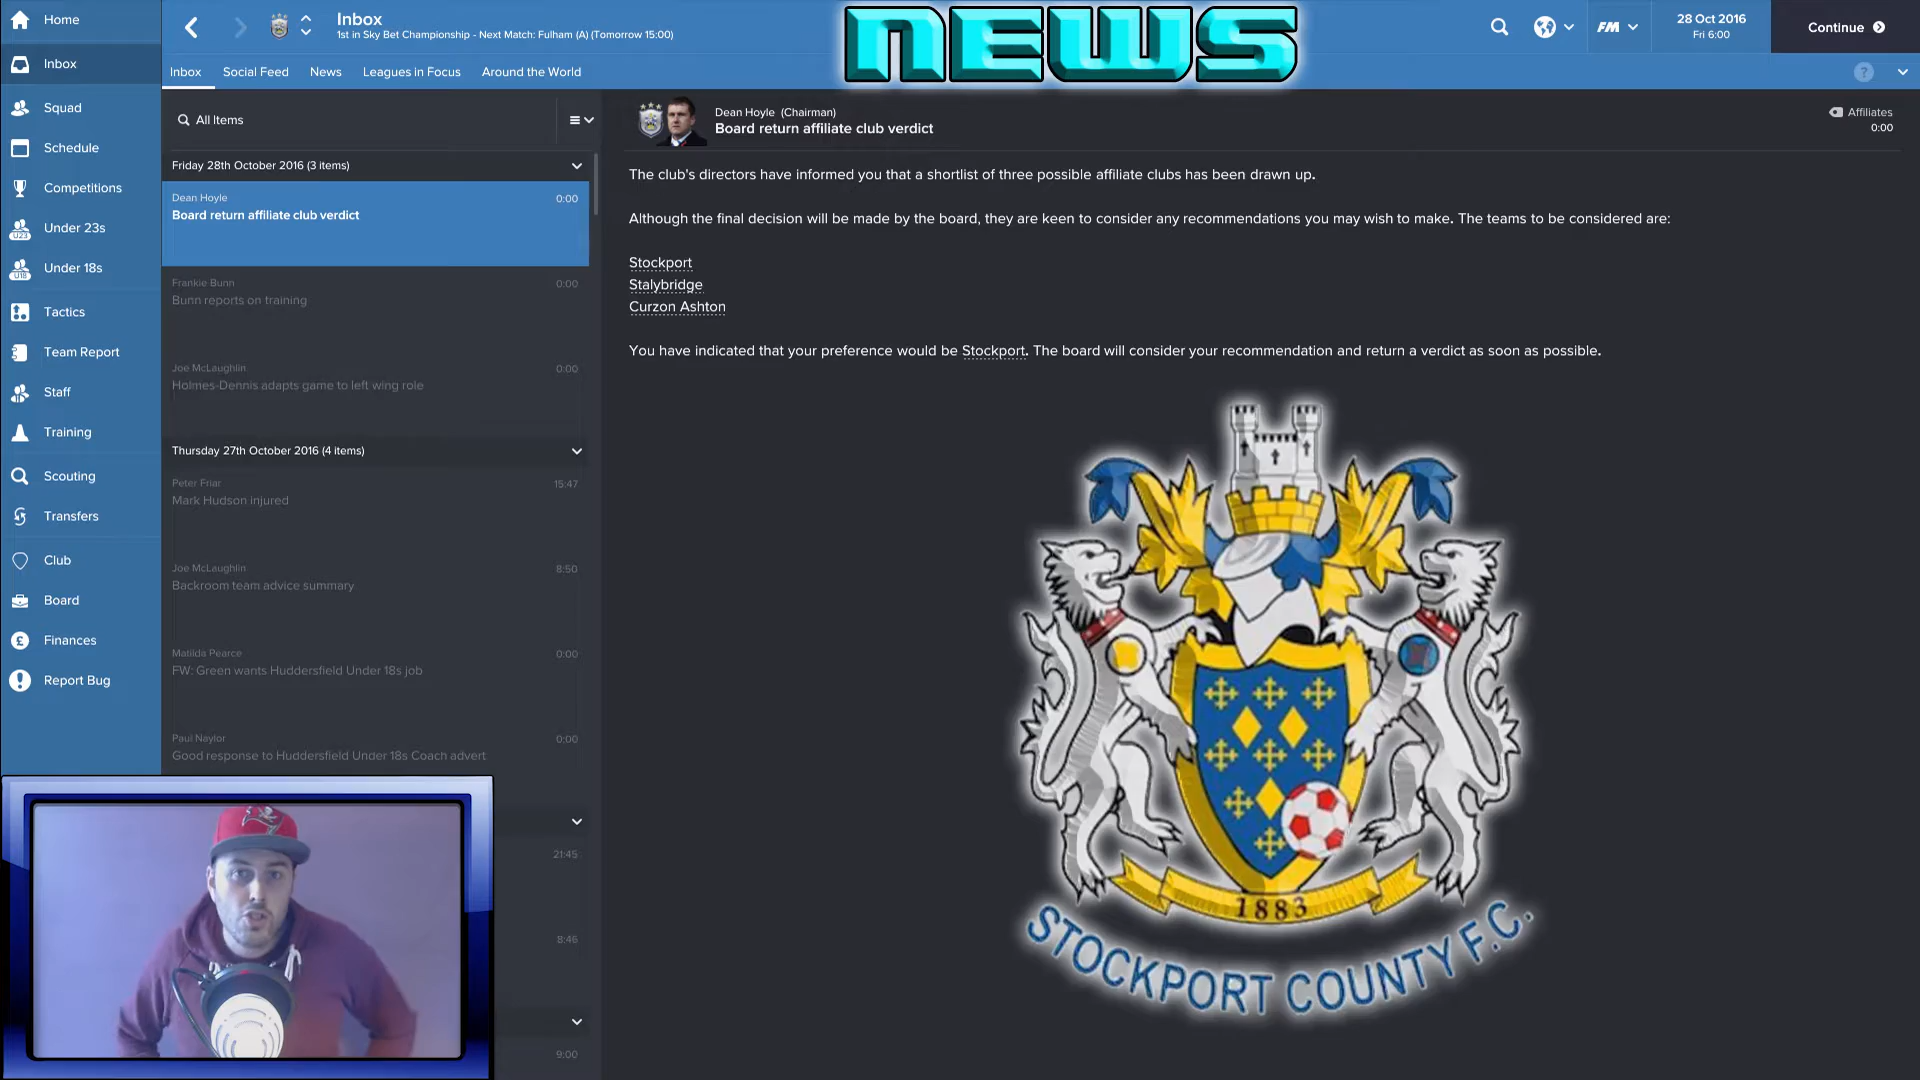 Home
Inbox
Squad
Schedule
Competitions
Under 23s
Under 18s
Tactics
Team Report
Staff
Training
Scouting
Transfers
Club
Board
Finances
Report Bug
Inbox
1st in Sky Bet Championship - Next Match: Fulham (A) (Tomorrow 15:00)
NEWS
FM
28 Oct 2016
Fri 6:00
Continue
Inbox Social Feed News Leagues in Focus Around the World
?
All Items
Friday 28th October 2016 (3 items)
Dean Hoyle 0:00
Board return affiliate club verdict
Frankie Bunn 0:00
Bunn reports on training
Joe McLaughlin 0:00
Holmes-Dennis adapts game to left wing role
Thursday 27th October 2016 (4 items)
Peter Friar 15:47
Mark Hudson injured
Joe McLaughlin 8:50
Backroom team advice summary
Matilda Pearce 0:00
FW: Green wants Huddersfield Under 18s job
Paul Naylor 0:00
Good response to Huddersfield Under 18s Coach advert
21:45
8:46
9:00
Dean Hoyle (Chairman)
Board return affiliate club verdict
Affiliates
0:00
The club's directors have informed you that a shortlist of three possible affiliate clubs has been drawn up.
Although the final decision will be made by the board, they are keen to consider any recommendations you may wish to make. The teams to be considered are:
Stockport
Stalybridge
Curzon Ashton
You have indicated that your preference would be Stockport. The board will consider your recommendation and return a verdict as soon as possible.
1883
STOCKPORT COUNTY F.C.